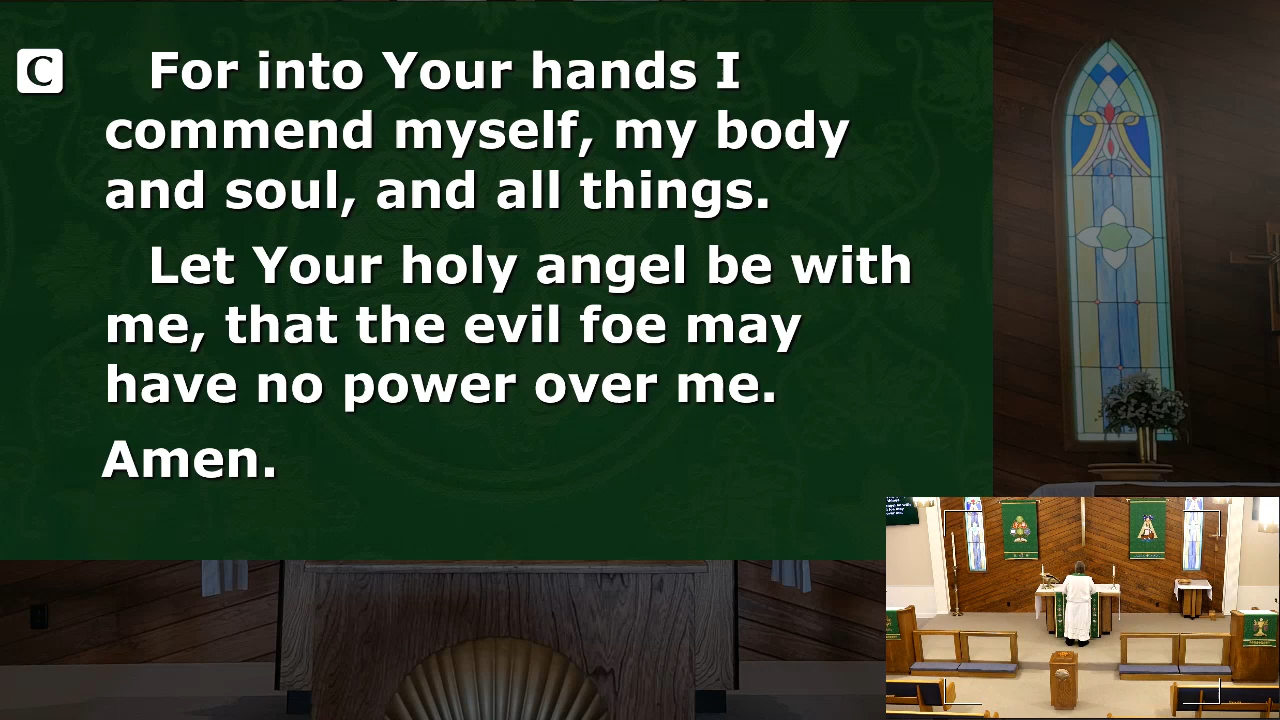 C For into Your hands I
commend myself, my body
and soul, and all things.
Let Your holy angel be with
me, that the evil foe may
have no power over me.
Amen.